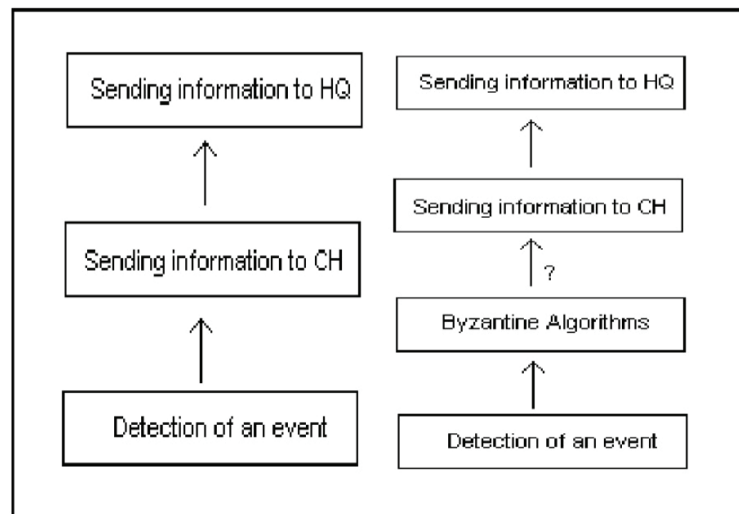 Sending information to HQ
Sending information to CH
Detection of an event
Sending information to HQ
Sending information to CH
?
Byzantine Algorithms
Detection of an event